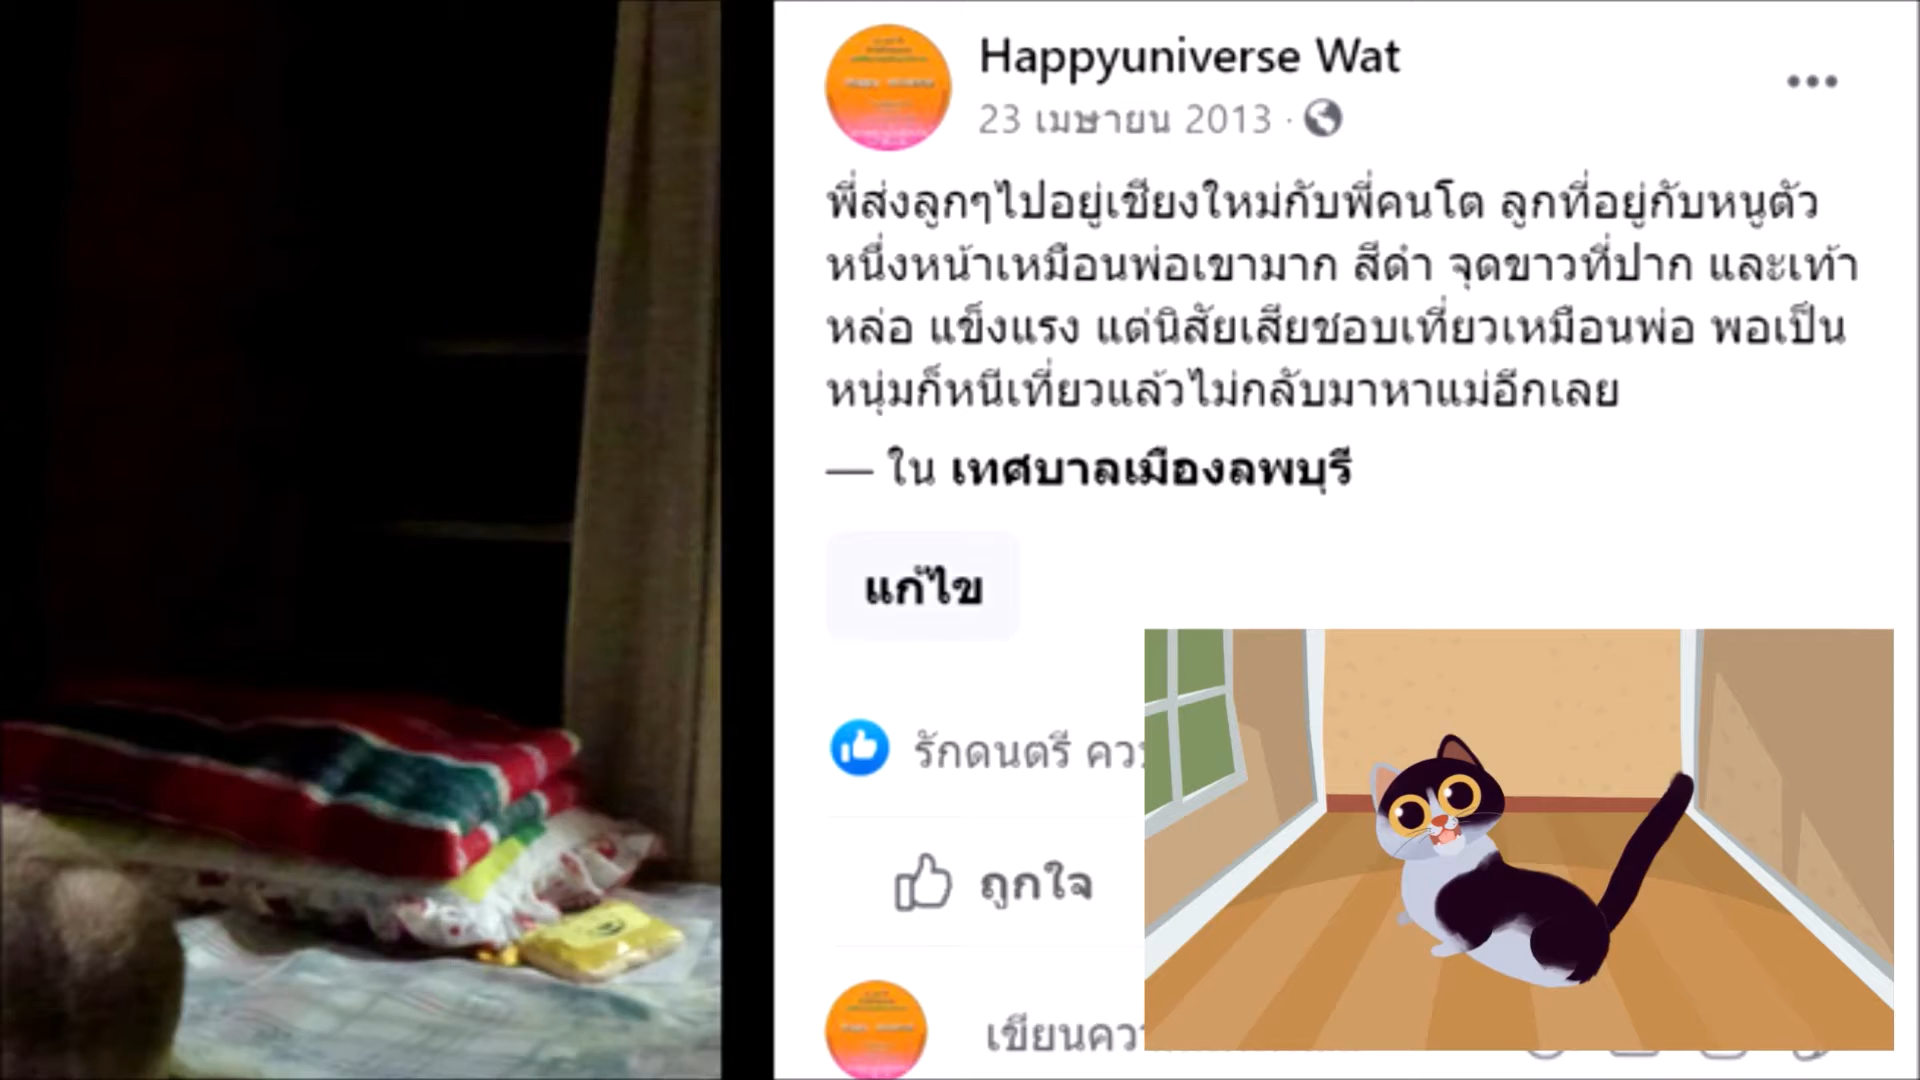 Happyuniverse Wat
23 เมษายน 2013
พี่ส่งลูกๆไปอยู่เชียงใหม่กับพี่คนโต ลูกที่อยู่กับหนูตัว
หนึ่งหน้าเหมือนพ่อเขามาก สีดำ จุดขาวที่ปาก และเท้า
หล่อ แข็งแรง แต่นิสัยเสียชอบเที่ยวเหมือนพ่อ พอเป็น
หนุ่มก็หนีเที่ยวแล้วไม่กลับมาหาแม่อีกเลย
— ใน เทศบาลเมืองลพบุรี
แก้ไข
รักดนตรี
ถูกใจ